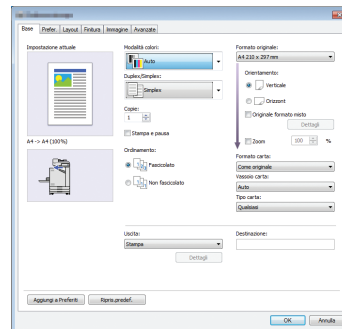 Base Prefer. Layout Finitura Immagine Avanzate
Impostazione attuale
A4 -> A4 (100%)
Modalità colori:
Auto
Duplex/Simplex:
Simplex
Copie:
1
Stampa e pausa
Ordinamento:
Fascicolato
Non fascicolato
Uscita:
Stampa
Dettagli
Formato originale:
A4 210 x 297 mm
Orientamento:
Verticale
Orizzont
Originale formato misto
Dettagli
Zoom 100 %
Formato carta:
Come originale
Vassoio carta:
Auto
Tipo carta:
Qualsiasi
Destinazione:
Aggiungi a Preferiti Ripris.predef.
OK Annulla